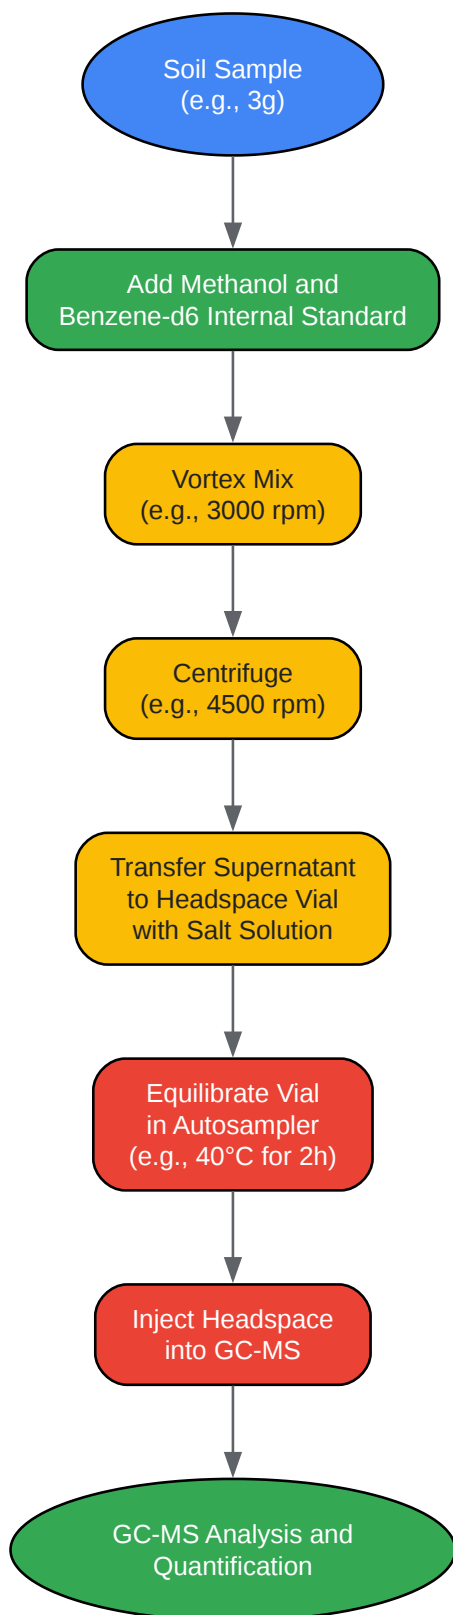 Soil Sample
(e.g., 3g)
Add Methanol and
Benzene-d6 Internal Standard
Vortex Mix
(e.g., 3000 rpm)
Centrifuge
(e.g., 4500 rpm)
Transfer Supernatant
to Headspace Vial
with Salt Solution
Equilibrate Vial
in Autosampler
(e.g., 40°C for 2h)
Inject Headspace
into GC-MS
GC-MS Analysis and
Quantification